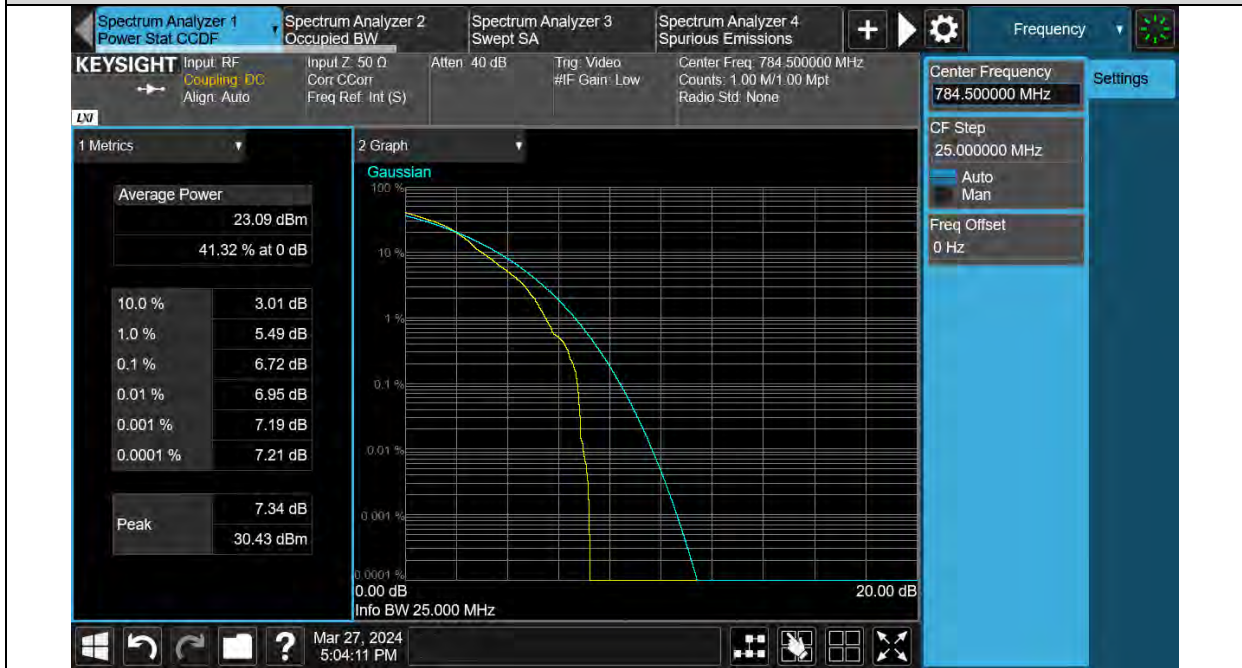 Spectrum Analyzer 1
Power Stat CCDF
Spectrum Analyzer 2
Occupied BW
Spectrum Analyzer 3
Swept SA
Spectrum Analyzer 4
Spurious Emissions
+
Frequency
KEYSIGHT
LXI
Input: RF
Coupling: DC
Align: Auto
Input Z: 50 Ω
Corr CCorr
Freq Ref: Int (S)
Atten: 40 dB
Trig: Video
#IF Gain: Low
Center Freq: 784.500000 MHz
Counts: 1.00 M/1.00 Mpt
Radio Std: None
Center Frequency
784.500000 MHz
Settings
CF Step
25.000000 MHz
Auto
Man
Freq Offset
0 Hz
1 Metrics
Average Power
23.09 dBm
41.32 % at 0 dB
10.0 % 3.01 dB
1.0 % 5.49 dB
0.1 % 6.72 dB
0.01 % 6.95 dB
0.001 % 7.19 dB
0.0001 % 7.21 dB
Peak
7.34 dB
30.43 dBm
2 Graph
Gaussian
100 %
10 %
1 %
0.1 %
0.01 %
0.001 %
0.0001 %
0.00 dB
20.00 dB
Info BW 25.000 MHz
?
Mar 27, 2024
5:04:11 PM